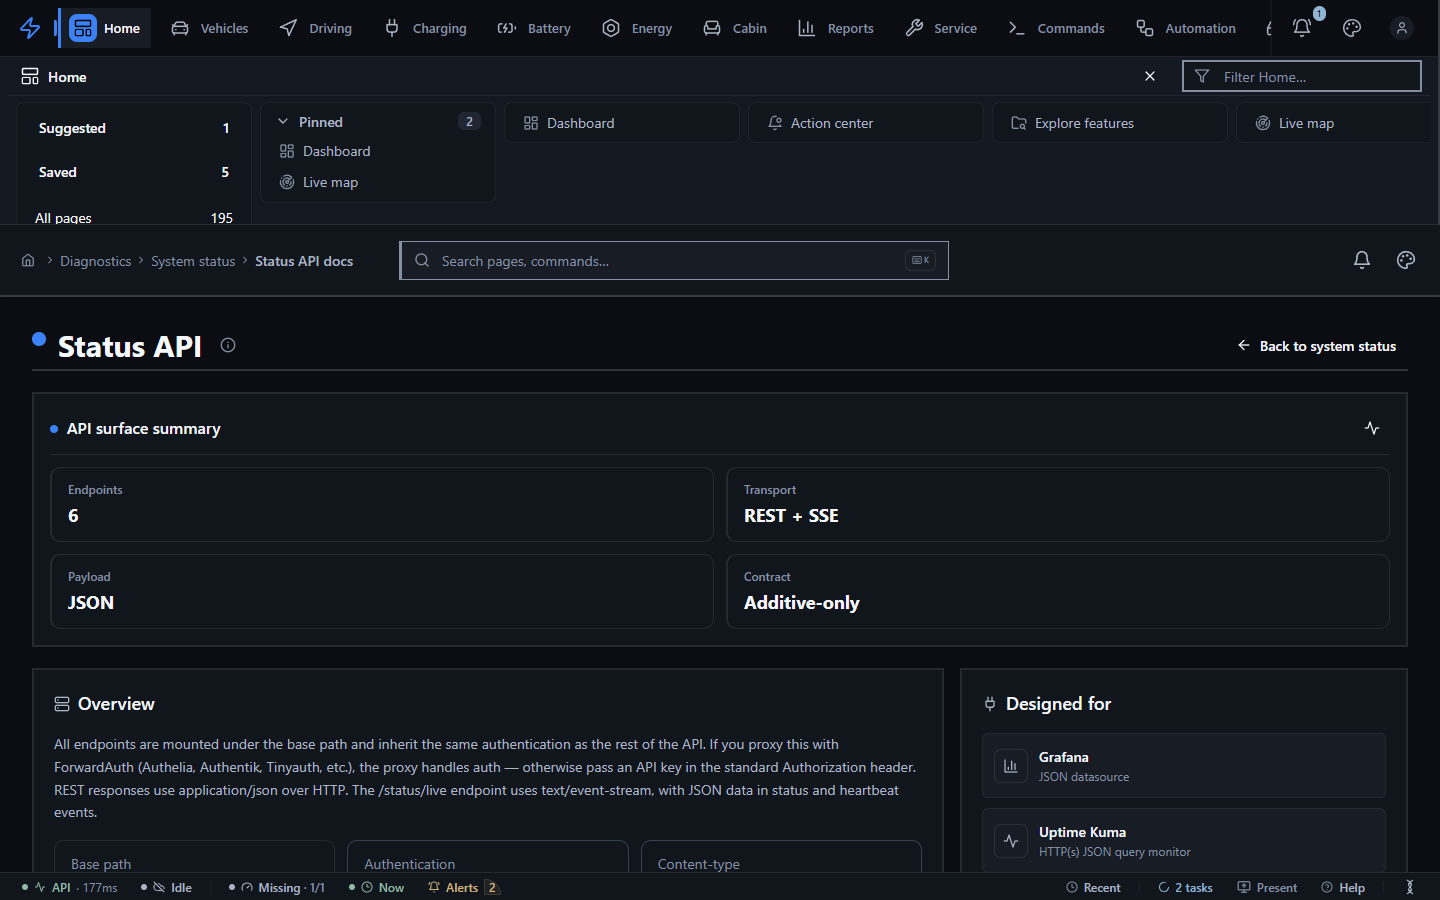 Home
Vehicles
Driving
Charging
Battery
Energy
Cabin
Reports
Service
Commands
Automation
1
Home
Filter Home...
Suggested 1
Saved 5
All pages 195
Pinned 2
Dashboard
Live map
Dashboard
Action center
Explore features
Live map
Diagnostics
System status
Status API docs
Search pages, commands...
K
Status API
Back to system status
API surface summary
Endpoints
6
Transport
REST + SSE
Payload
JSON
Contract
Additive-only
Overview
All endpoints are mounted under the base path and inherit the same authentication as the rest of the API. If you proxy this with
ForwardAuth (Authelia, Authentik, Tinyauth, etc.), the proxy handles auth — otherwise pass an API key in the standard Authorization header.
REST responses use application/json over HTTP. The /status/live endpoint uses text/event-stream, with JSON data in status and heartbeat
events.
Base path
Authentication
Content-type
Designed for
Grafana
JSON datasource
Uptime Kuma
HTTP(s) JSON query monitor
API · 177ms
Idle
Missing · 1/1
Now
Alerts 2
Recent
2 tasks
Present
Help